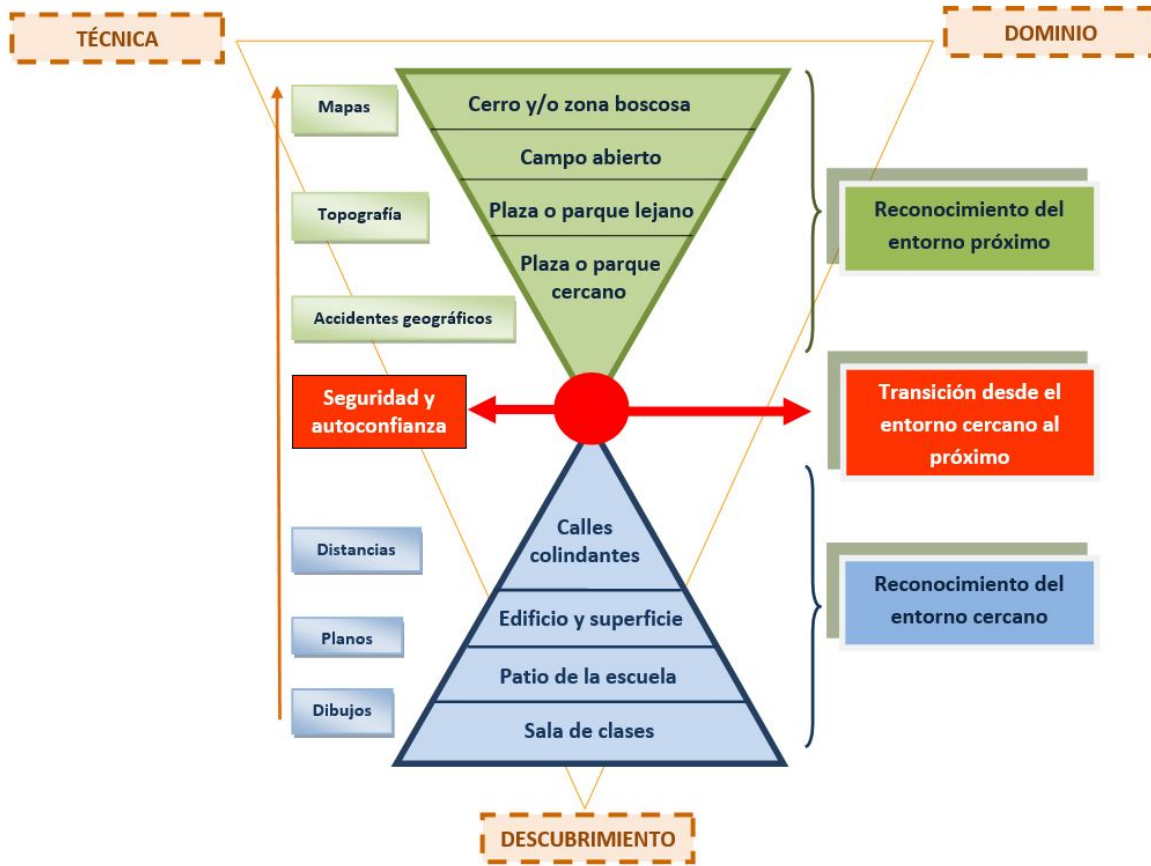 TÉCNICA
DOMINIO
Mapas
Topografía
Accidentes geográficos
Seguridad y
autoconfianza
Distancias
Planos
Dibujos
Cerro y/o zona boscosa
Campo abierto
Plaza o parque lejano
Plaza o parque
cercano
Calles
colindantes
Edificio y superficie
Patio de la escuela
Sala de clases
Reconocimiento del
entorno próximo
Transición desde el
entorno cercano al
próximo
Reconocimiento del
entorno cercano
DESCUBRIMIENTO